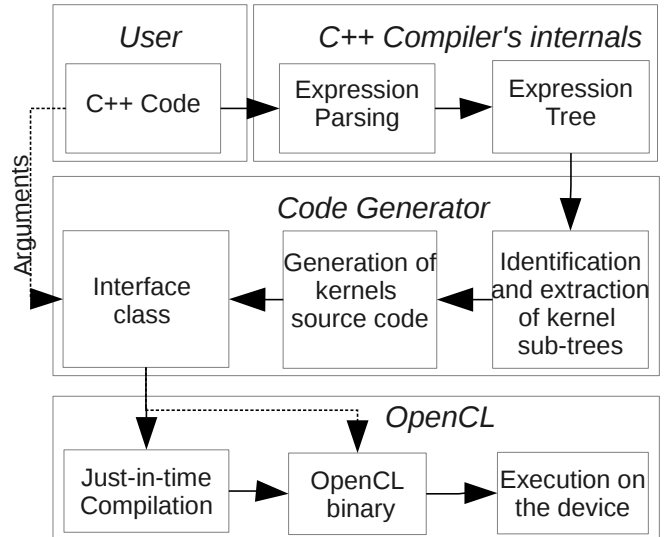 User
C++ Compiler's internals
C++ Code
Expression
Parsing
Expression
Tree
Arguments
Code Generator
Interface
class
Generation of
kernels
source code
Identification
and extraction
of kernel
sub-trees
OpenCL
Just-in-time
Compilation
OpenCL
binary
Execution on
the device